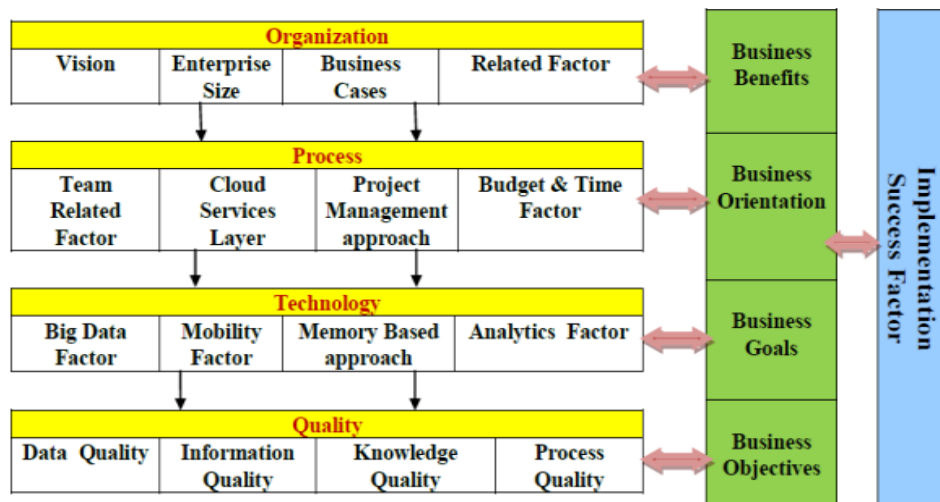 Organization
Vision
Enterprise
Size
Business
Cases
Related Factor
Business
Benefits
Process
Team
Related
Factor
Cloud
Services
Layer
Project
Management
approach
Budget & Time
Factor
Business
Orientation
Technology
Big Data
Factor
Mobility
Factor
Memory Based
approach
Analytics Factor
Business
Goals
Quality
Data Quality
Information
Quality
Knowledge
Quality
Process
Quality
Business
Objectives
Implementation
Success Factor